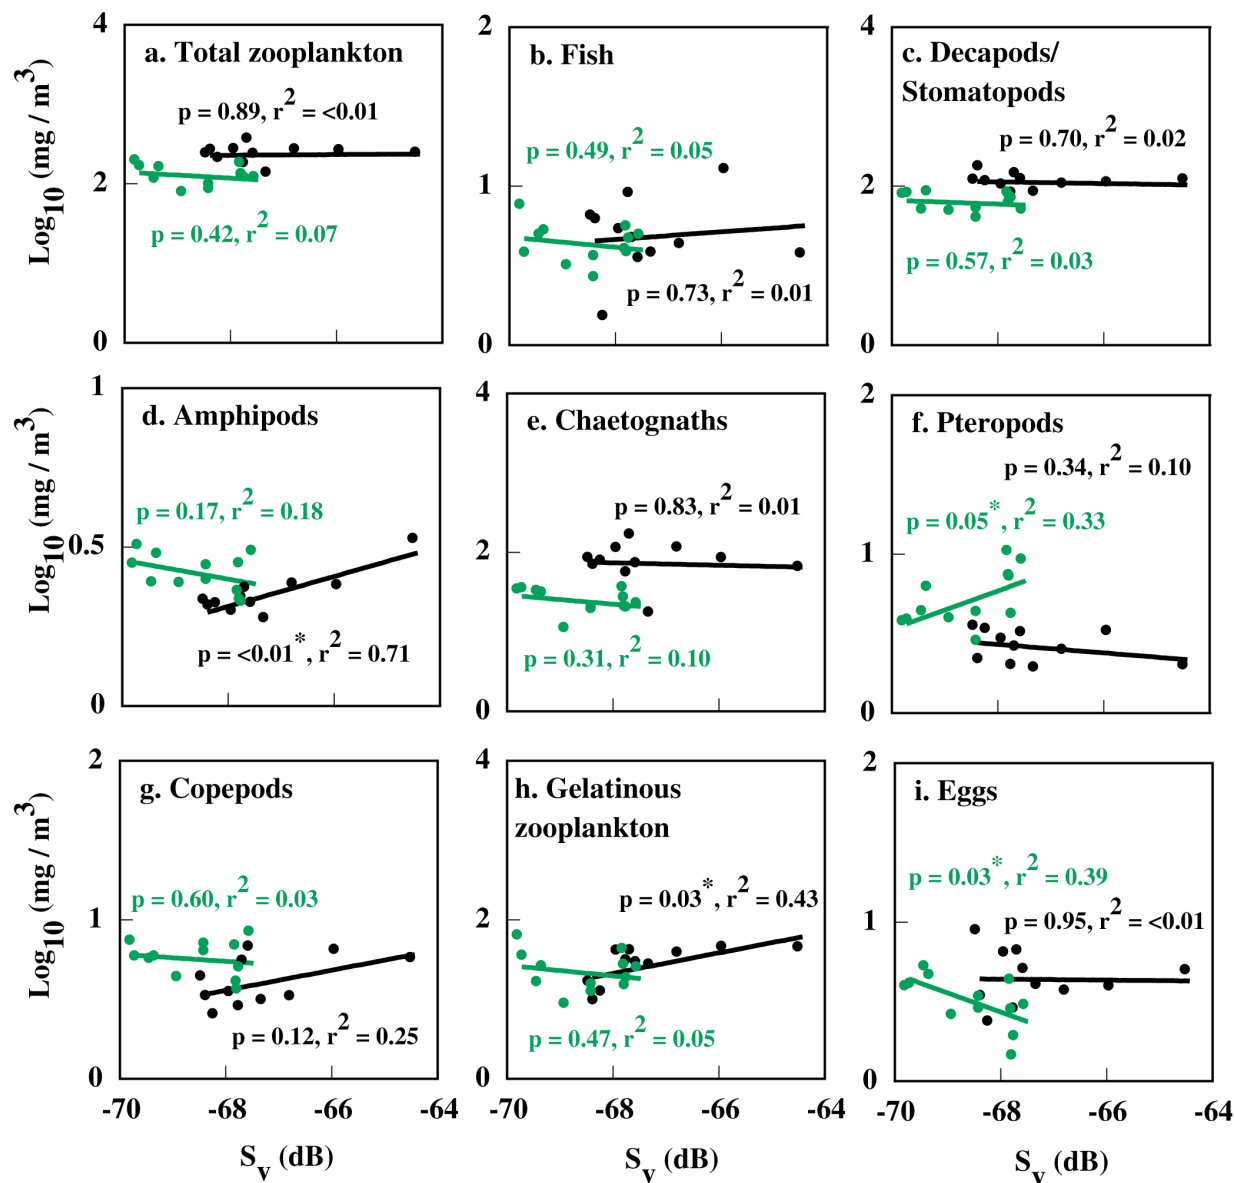 4
2
0
Log10 (mg / m3)
a. Total zooplankton
p = 0.89, r2 = <0.01
p = 0.42, r2 = 0.07
2
1
0
b. Fish
p = 0.49, r2 = 0.05
p = 0.73, r2 = 0.01
4
2
0
c. Decapods/
Stomatopods
p = 0.70, r2 = 0.02
p = 0.57, r2 = 0.03
1
0.5
0
Log10 (mg / m3)
d. Amphipods
p = 0.17, r2 = 0.18
p = <0.01*, r2 = 0.71
4
2
0
e. Chaetognaths
p = 0.83, r2 = 0.01
p = 0.31, r2 = 0.10
2
1
0
f. Pteropods
p = 0.34, r2 = 0.10
p = 0.05*, r2 = 0.33
2
1
0
Log10 (mg / m3)
g. Copepods
p = 0.60, r2 = 0.03
p = 0.12, r2 = 0.25
-70 -68 -66 -64
Sv (dB)
4
2
0
h. Gelatinous
zooplankton
p = 0.03*, r2 = 0.43
p = 0.47, r2 = 0.05
-70 -68 -66 -64
Sv (dB)
2
1
0
i. Eggs
p = 0.03*, r2 = 0.39
p = 0.95, r2 = <0.01
-70 -68 -66 -64
Sv (dB)